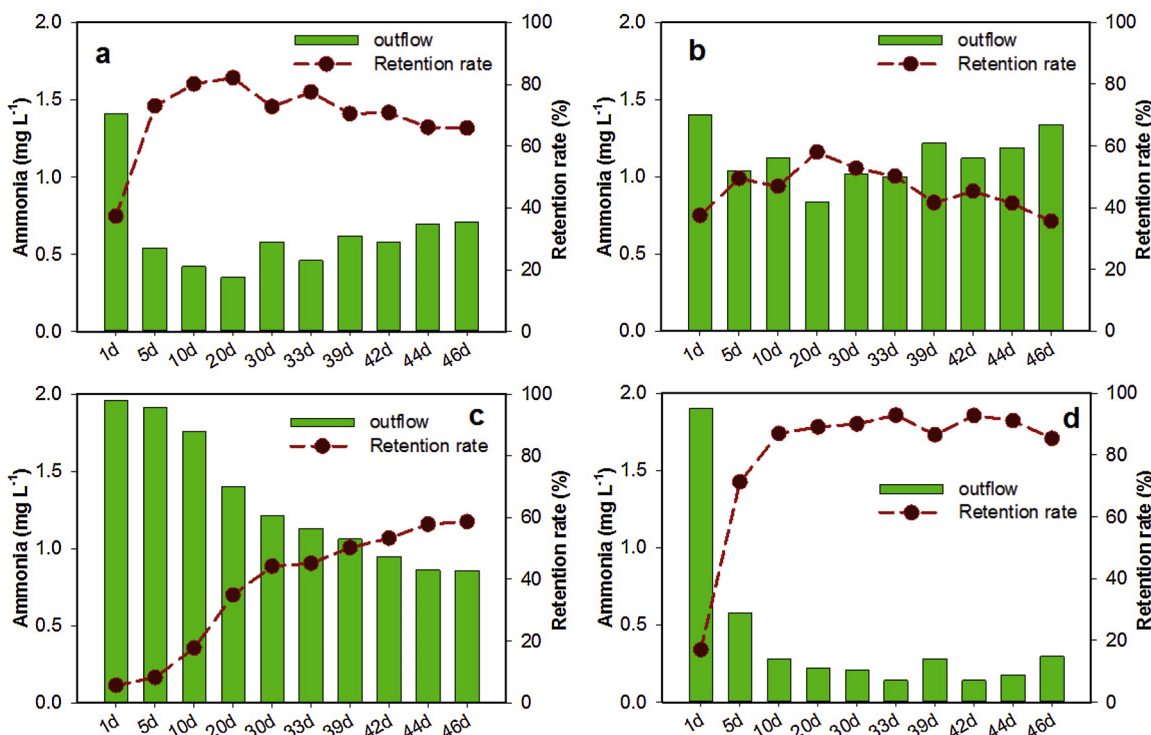 a
outflow
Retention rate
Ammonia (mg L⁻¹)
2.0
1.5
1.0
0.5
0.0
100
80
60
40
20
0
Retention rate (%)
1d 5d 10d 20d 30d 33d 39d 42d 44d 46d
b
outflow
Retention rate
Ammonia (mg L⁻¹)
2.0
1.5
1.0
0.5
0.0
100
80
60
40
20
0
Retention rate (%)
1d 5d 10d 20d 30d 33d 39d 42d 44d 46d
c
outflow
Retention rate
Ammonia (mg L⁻¹)
2.0
1.5
1.0
0.5
0.0
100
80
60
40
20
0
Retention rate (%)
1d 5d 10d 20d 30d 33d 39d 42d 44d 46d
d
outflow
Retention rate
Ammonia (mg L⁻¹)
2.0
1.5
1.0
0.5
0.0
100
80
60
40
20
0
Retention rate (%)
1d 5d 10d 20d 30d 33d 39d 42d 44d 46d